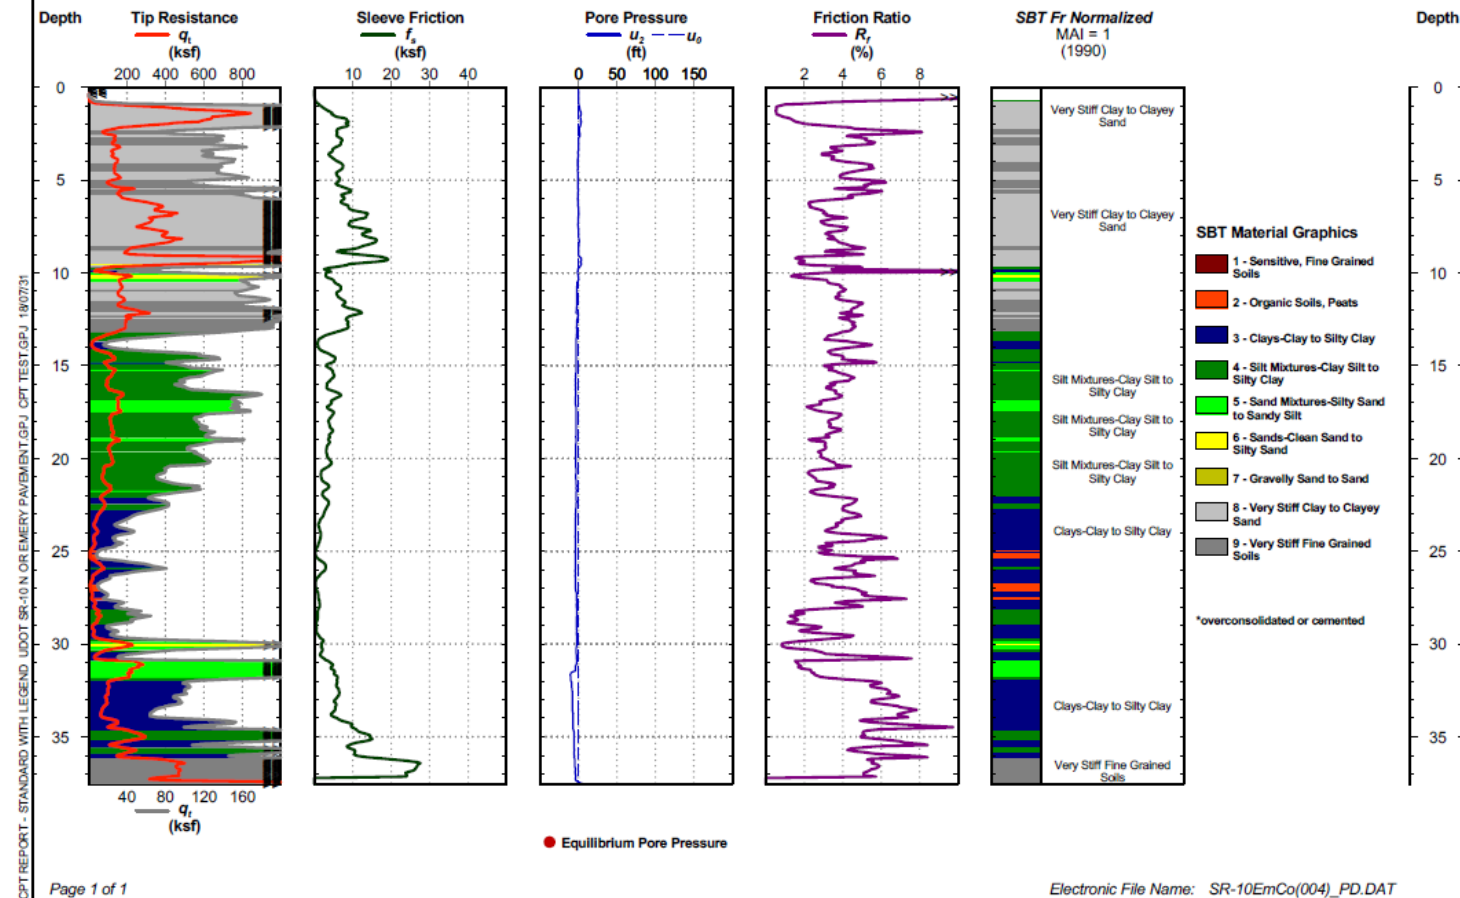 Depth
Tip Resistance
qt
(ksf)
200 400 600 800
Sleeve Friction
fs
(ksf)
10 20 30 40
Pore Pressure
u2 u0
(ft)
0 50 100 150
Friction Ratio
Rf
(%)
2 4 6 8
SBT Fr Normalized
MAI = 1
(1990)
Depth
0
5
10
15
20
25
30
35
40 80 120 160
qt
(ksf)
Very Stiff Clay to Clayey
Sand
Very Stiff Clay to Clayey
Sand
Silt Mixtures-Clay Silt to
Silty Clay
Silt Mixtures-Clay Silt to
Silty Clay
Silt Mixtures-Clay Silt to
Silty Clay
Clays-Clay to Silty Clay
Clays-Clay to Silty Clay
Very Stiff Fine Grained
Soils
SBT Material Graphics
1 - Sensitive, Fine Grained
Soils
2 - Organic Soils, Peats
3 - Clays-Clay to Silty Clay
4 - Silt Mixtures-Clay Silt to
Silty Clay
5 - Sand Mixtures-Silty Sand
to Sandy Silt
6 - Sands-Clean Sand to
Silty Sand
7 - Gravelly Sand to Sand
8 - Very Stiff Clay to Clayey
Sand
9 - Very Stiff Fine Grained
Soils
*overconsolidated or cemented
0
5
10
15
20
25
30
35
Equilibrium Pore Pressure
CPT REPORT - STANDARD WITH LEGEND UDOT SR-10 N OF EMERY PAVEMENT.GPJ CPT TEST.GPJ 18/07/31
Page 1 of 1
Electronic File Name: SR-10EmCo(004)_PD.DAT